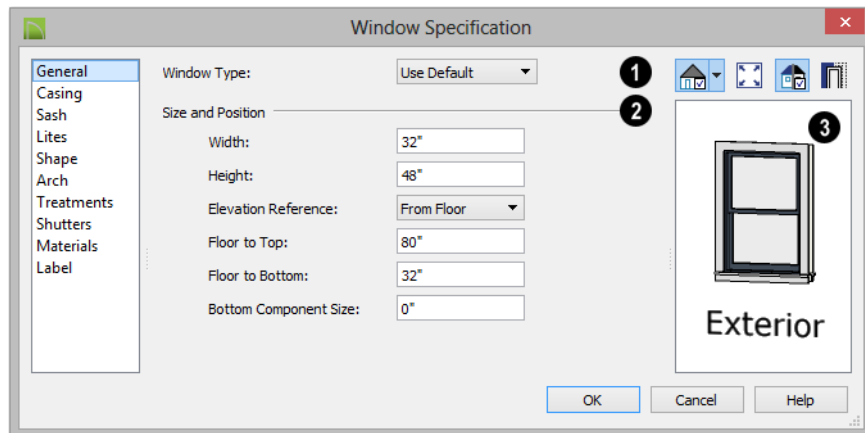 Window Specification
General
Casing
Sash
Lites
Shape
Arch
Treatments
Shutters
Materials
Label
Window Type: Use Default
1
Size and Position
2
Width: 32"
Height: 48"
Elevation Reference: From Floor
Floor to Top: 80"
Floor to Bottom: 32"
Bottom Component Size: 0"
3
Exterior
OK Cancel Help